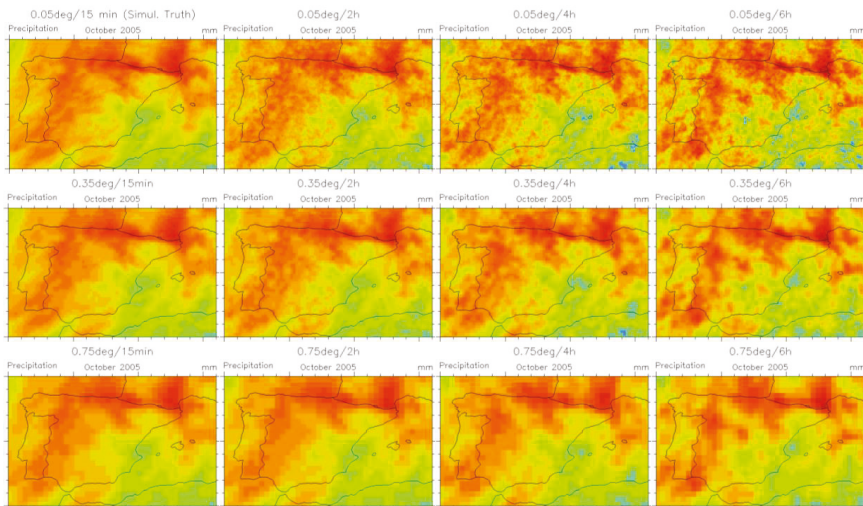 0.05deg/15 min (Simul. Truth)
Precipitation October 2005 mm
0.05deg/2h
Precipitation October 2005 mm
0.05deg/4h
Precipitation October 2005 mm
0.05deg/6h
Precipitation October 2005 mm
0.35deg/15min
Precipitation October 2005 mm
0.35deg/2h
Precipitation October 2005 mm
0.35deg/4h
Precipitation October 2005 mm
0.35deg/6h
Precipitation October 2005 mm
0.75deg/15min
Precipitation October 2005 mm
0.75deg/2h
Precipitation October 2005 mm
0.75deg/4h
Precipitation October 2005 mm
0.75deg/6h
Precipitation October 2005 mm